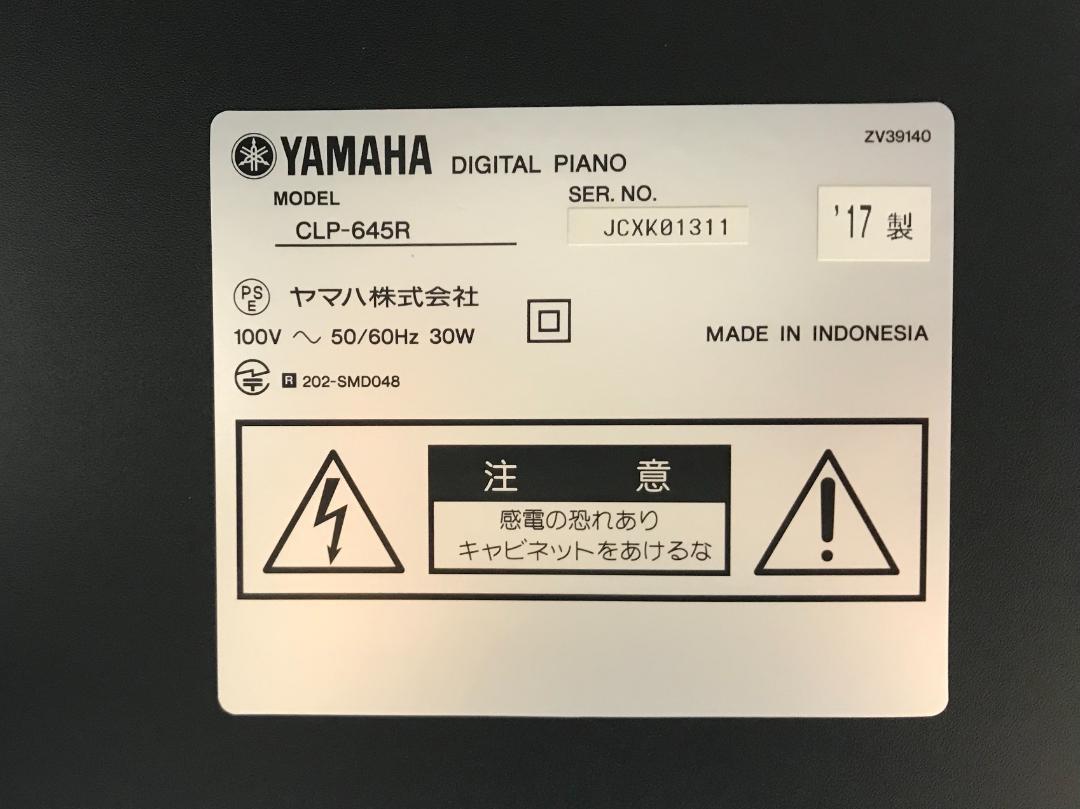 ZV39140
YAMAHA DIGITAL PIANO
MODEL
CLP-645R
SER. NO.
JCXK01311
'17 製
PSE ヤマハ株式会社
100V ～ 50/60Hz 30W
MADE IN INDONESIA
R 202-SMD048
注 意
感電の恐れあり
キャビネットをあけるな